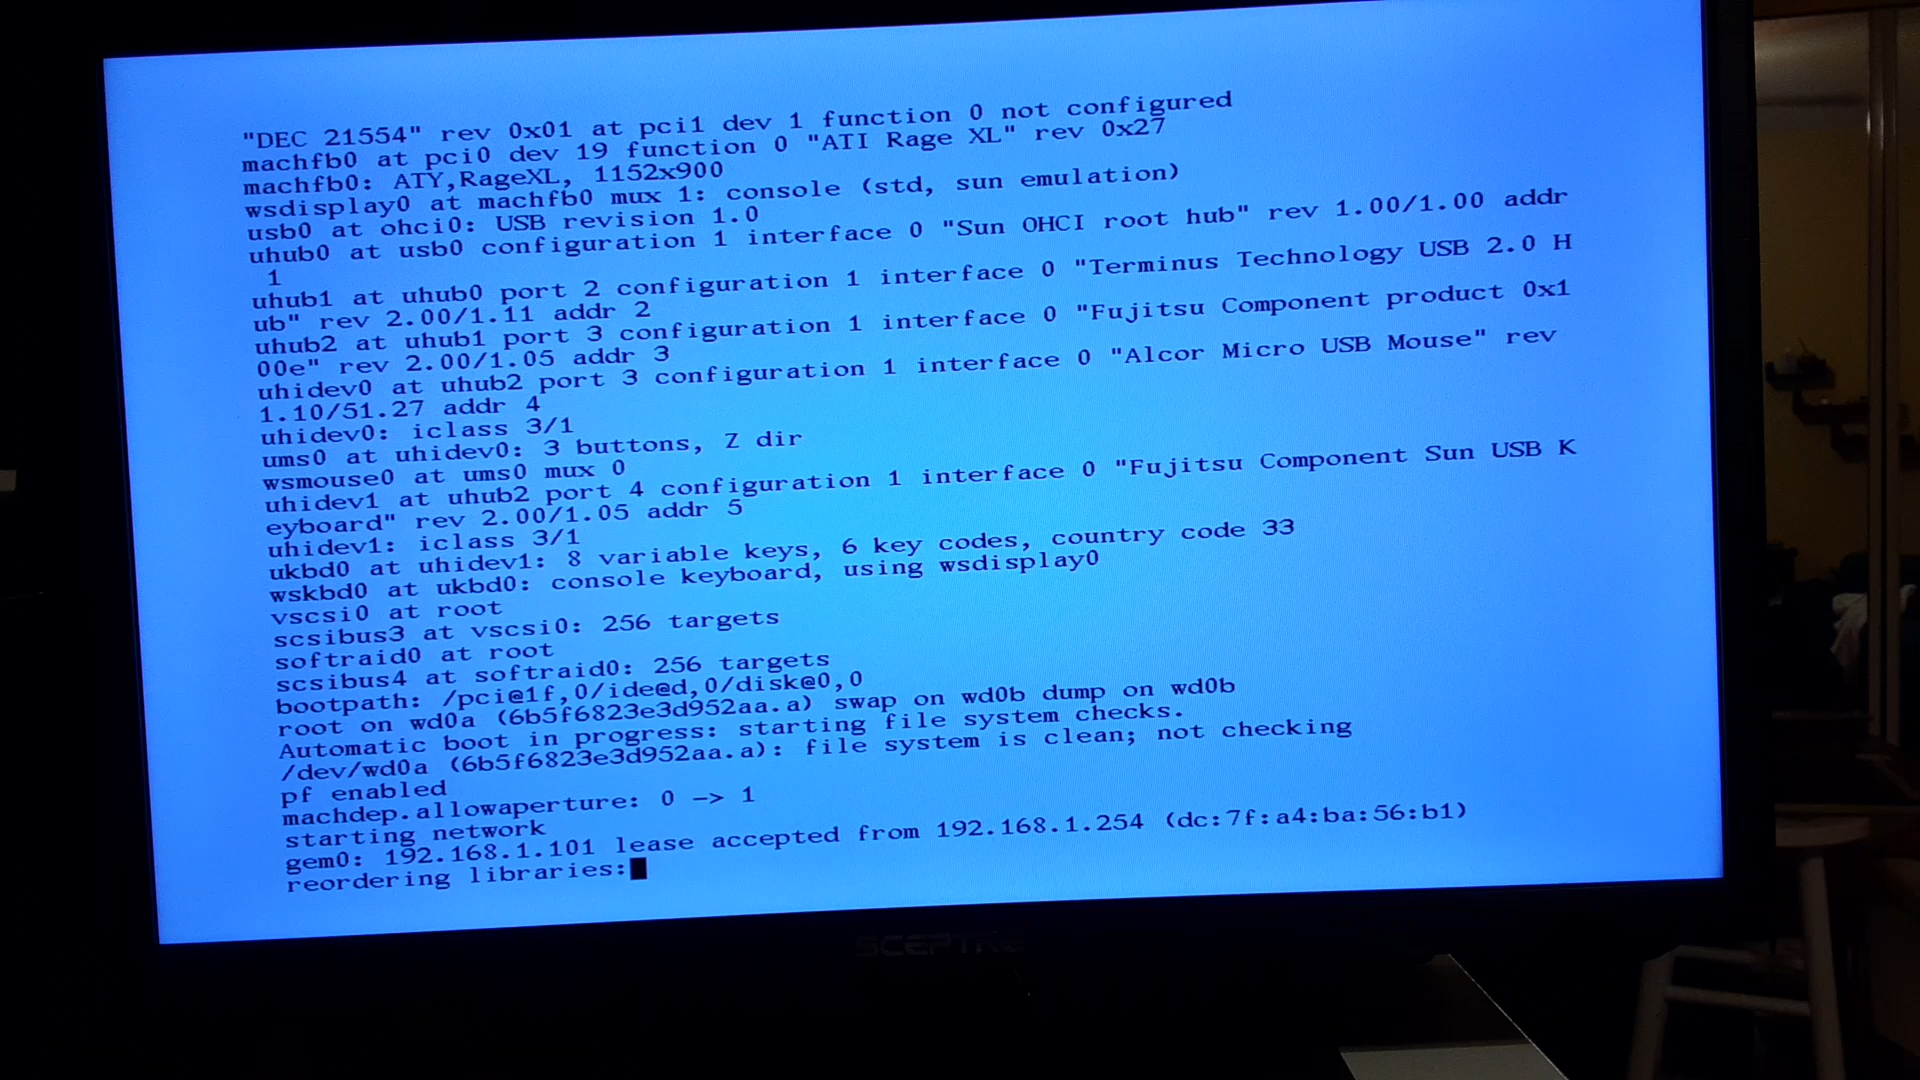 "DEC 21554" rev 0x01 at pci1 dev 1 function 0 not configured
machfb0 at pci0 dev 19 function 0 "ATI Rage XL" rev 0x27
machfb0: ATY,RageXL, 1152x900
wsdisplay0 at machfb0 mux 1: console (std, sun emulation)
usb0 at ohci0: USB revision 1.0
uhub0 at usb0 configuration 1 interface 0 "Sun OHCI root hub" rev 1.00/1.00 addr
1
uhub1 at uhub0 port 2 configuration 1 interface 0 "Terminus Technology USB 2.0 H
ub" rev 2.00/1.11 addr 2
uhub2 at uhub1 port 3 configuration 1 interface 0 "Fujitsu Component product 0x1
00e" rev 2.00/1.05 addr 3
uhidev0 at uhub2 port 3 configuration 1 interface 0 "Alcor Micro USB Mouse" rev
1.10/51.27 addr 4
uhidev0: iclass 3/1
ums0 at uhidev0: 3 buttons, Z dir
wsmouse0 at ums0 mux 0
uhidev1 at uhub2 port 4 configuration 1 interface 0 "Fujitsu Component Sun USB K
eyboard" rev 2.00/1.05 addr 5
uhidev1: iclass 3/1
ukbd0 at uhidev1: 8 variable keys, 6 key codes, country code 33
wskbd0 at ukbd0: console keyboard, using wsdisplay0
vscsi0 at root
scsibus3 at vscsi0: 256 targets
softraid0 at root
scsibus4 at softraid0: 256 targets
bootpath: /pci@1f,0/ide@d,0/disk@0,0
root on wd0a (6b5f6823e3d952aa.a) swap on wd0b dump on wd0b
Automatic boot in progress: starting file system checks.
/dev/wd0a (6b5f6823e3d952aa.a): file system is clean; not checking
pf enabled
machdep.allowaperture: 0 -> 1
starting network
gem0: 192.168.1.101 lease accepted from 192.168.1.254 (dc:7f:a4:ba:56:b1)
reordering libraries:
SCEPTRE